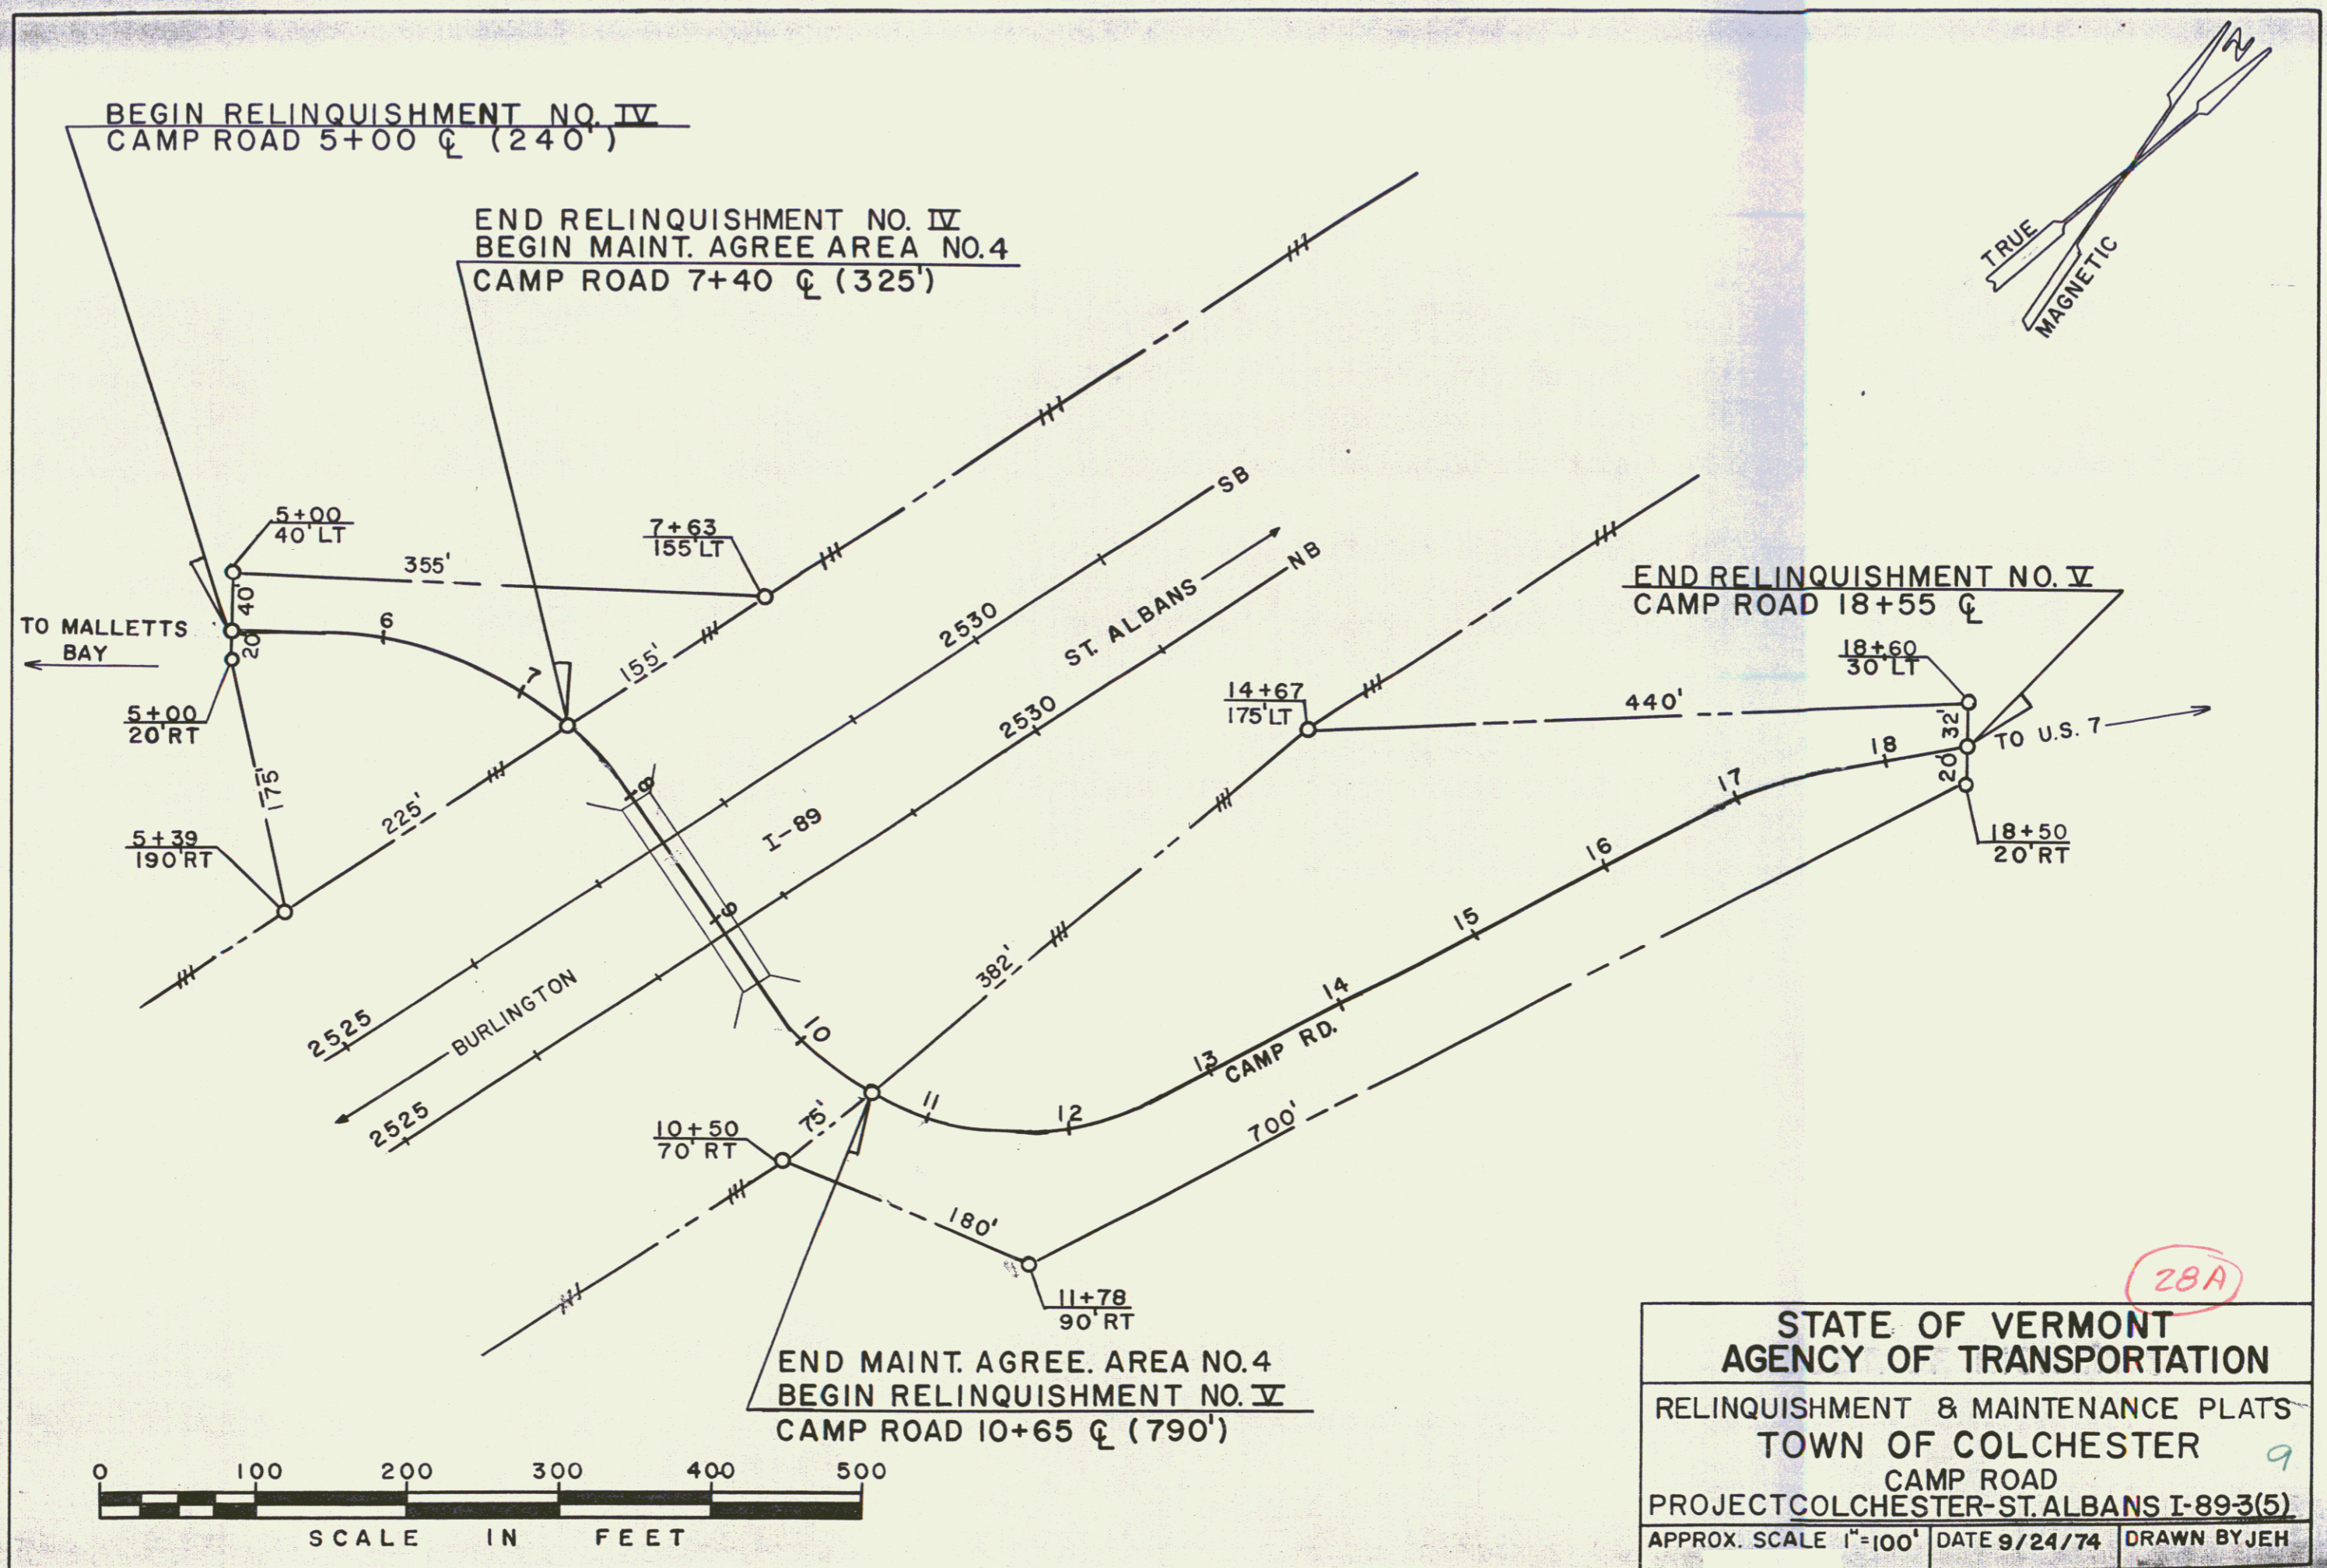 BEGIN RELINQUISHMENT NO. IV
CAMP ROAD 5+00 ℄ (240')
END RELINQUISHMENT NO. IV
BEGIN MAINT. AGREE AREA NO.4
CAMP ROAD 7+40 ℄ (325')
N
TRUE
MAGNETIC
5+00
40' LT
355'
7+63
155' LT
40'
20'
TO MALLETTS
BAY
6
7
155'
5+00
20' RT
175'
225'
5+39
190' RT
8
9
10
SB
NB
2530
2530
ST. ALBANS
I-89
BURLINGTON
2525
2525
END RELINQUISHMENT NO. V
CAMP ROAD 18+55 ℄
18+60
30' LT
14+67
175' LT
440'
32'
20'
TO U.S. 7
18
17
18+50
20' RT
16
15
14
13
CAMP RD.
12
11
382'
75'
10+50
70' RT
180'
700'
11+78
90' RT
END MAINT. AGREE. AREA NO.4
BEGIN RELINQUISHMENT NO. V
CAMP ROAD 10+65 ℄ (790')
0 100 200 300 400 500
SCALE IN FEET
28A
STATE OF VERMONT
AGENCY OF TRANSPORTATION
RELINQUISHMENT & MAINTENANCE PLATS
TOWN OF COLCHESTER
9
CAMP ROAD
PROJECT COLCHESTER-ST. ALBANS I-89-3(5)
APPROX. SCALE 1"=100' DATE 9/24/74 DRAWN BY JEH